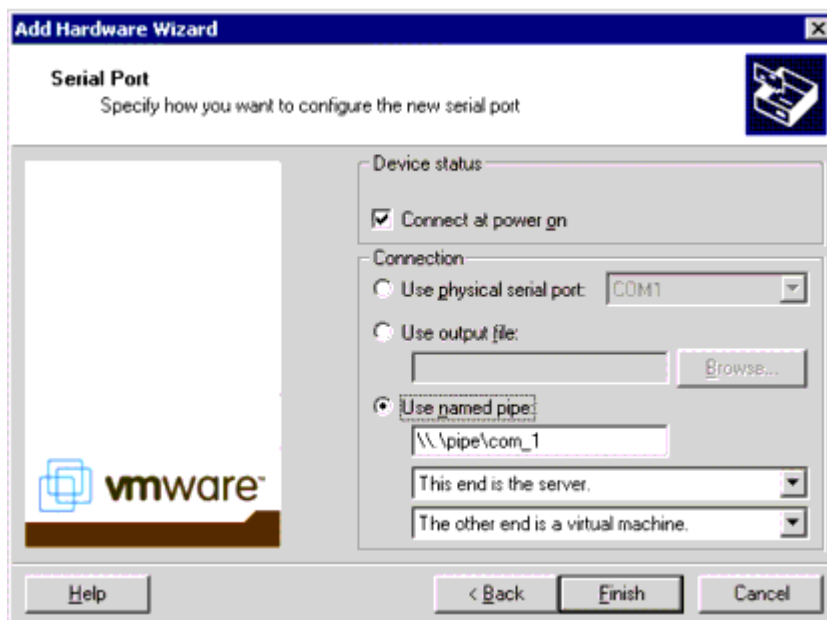 Add Hardware Wizard
Serial Port
Specify how you want to configure the new serial port
Device status
Connect at power on
Connection
Use physical serial port:
COM1
Use output file:
Browse...
Use named pipe:
\\.\pipe\com_1
This end is the server.
The other end is a virtual machine.
vmware™
Help
< Back
Finish
Cancel